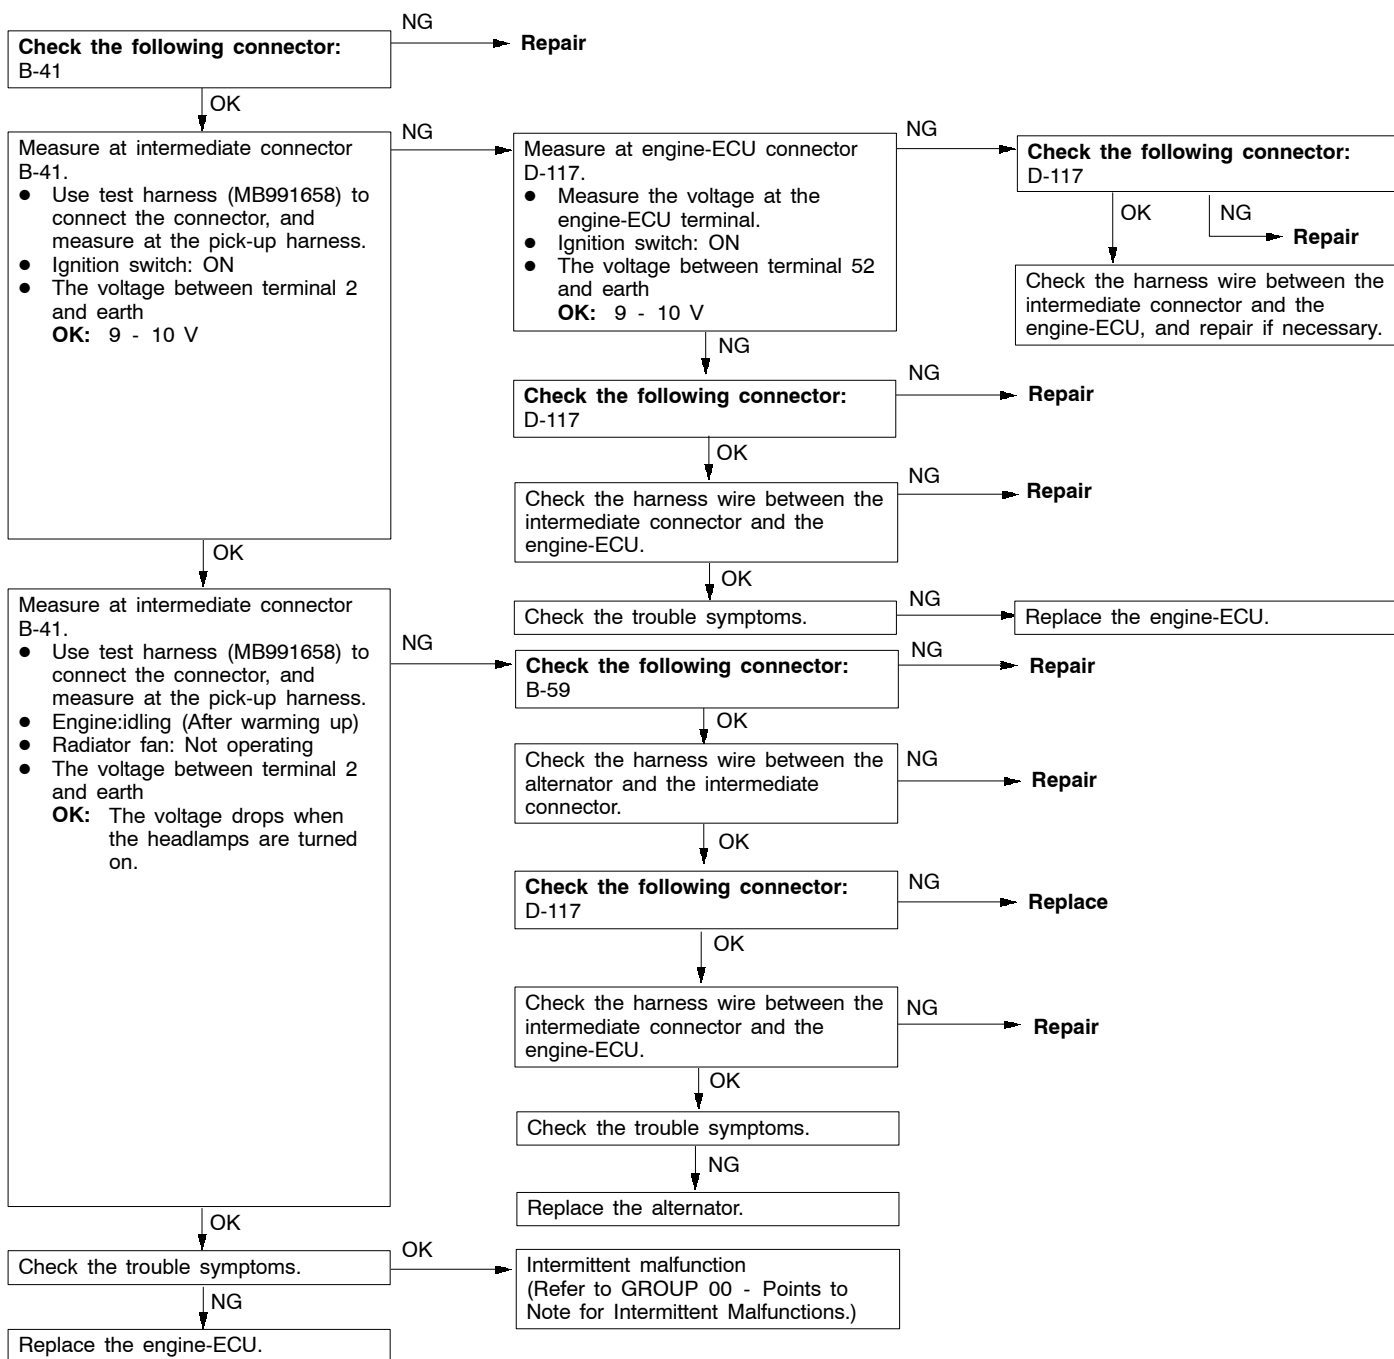 Check the following connector:
B-41
NG
Repair
OK
Measure at intermediate connector
B-41.
● Use test harness (MB991658) to
connect the connector, and
measure at the pick-up harness.
● Ignition switch: ON
● The voltage between terminal 2
and earth
OK: 9 - 10 V
NG
Measure at engine-ECU connector
D-117.
● Measure the voltage at the
engine-ECU terminal.
● Ignition switch: ON
● The voltage between terminal 52
and earth
OK: 9 - 10 V
NG
Check the following connector:
D-117
OK
NG
Repair
Check the harness wire between the
intermediate connector and the
engine-ECU, and repair if necessary.
NG
Check the following connector:
D-117
NG
Repair
OK
Check the harness wire between the
intermediate connector and the
engine-ECU.
NG
Repair
OK
Check the trouble symptoms.
NG
Replace the engine-ECU.
OK
Measure at intermediate connector
B-41.
● Use test harness (MB991658) to
connect the connector, and
measure at the pick-up harness.
● Engine:idling (After warming up)
● Radiator fan: Not operating
● The voltage between terminal 2
and earth
OK: The voltage drops when
the headlamps are turned
on.
NG
Check the following connector:
B-59
NG
Repair
OK
Check the harness wire between the
alternator and the intermediate
connector.
NG
Repair
OK
Check the following connector:
D-117
NG
Replace
OK
Check the harness wire between the
intermediate connector and the
engine-ECU.
NG
Repair
OK
Check the trouble symptoms.
NG
Replace the alternator.
OK
Check the trouble symptoms.
OK
Intermittent malfunction
(Refer to GROUP 00 - Points to
Note for Intermittent Malfunctions.)
NG
Replace the engine-ECU.